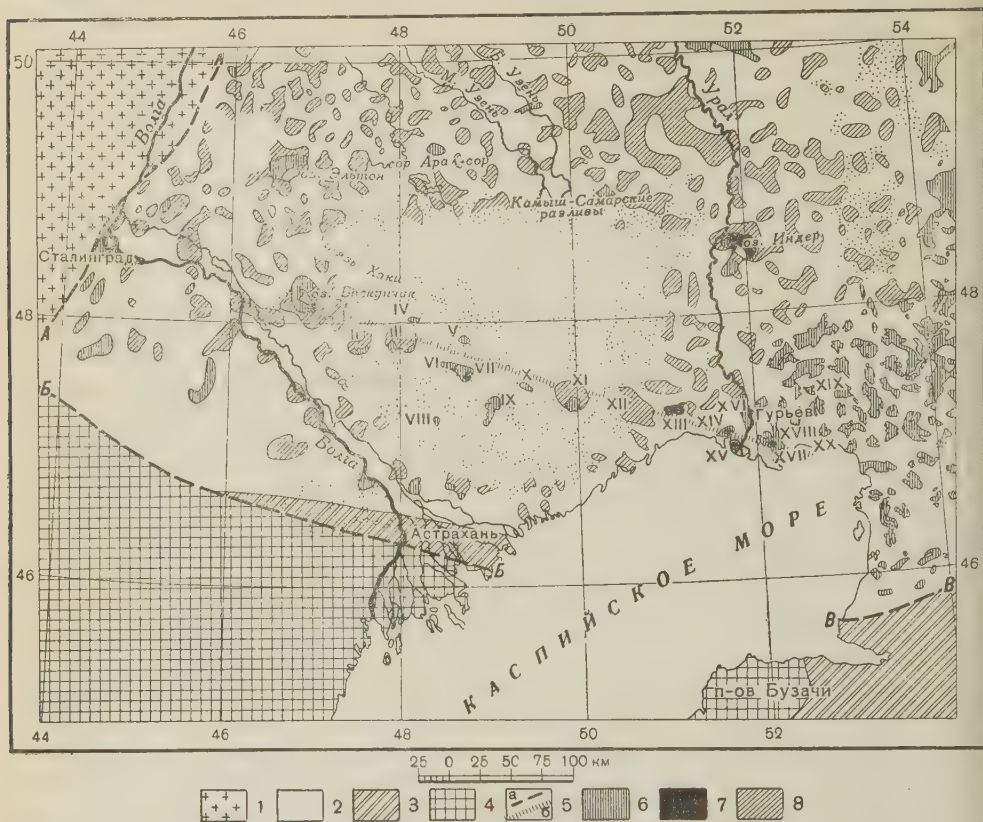 44 46 48 50 52 54
50
Волга
М. Узень
Узень
Урал
сор Арал-сор
Эльтон
Камыш-Самарские
разливы
оз. Индер
Сталинград
Хаки
оз. Баскунчак
48 48
А А
IV
V
III
VI VII X XI
IX XII
VIII
XIII XIV XVI Гурьев XIX
XVIII
XV XVII XX
Б
Волга
Астрахань
Б
46 46
В В
КАСПИЙСКОЕ МОРЕ
п-ов Бузачи
44 46 48 50 52
25 0 25 50 75 100 км
1 2 3 4 а б 5 6 7 8